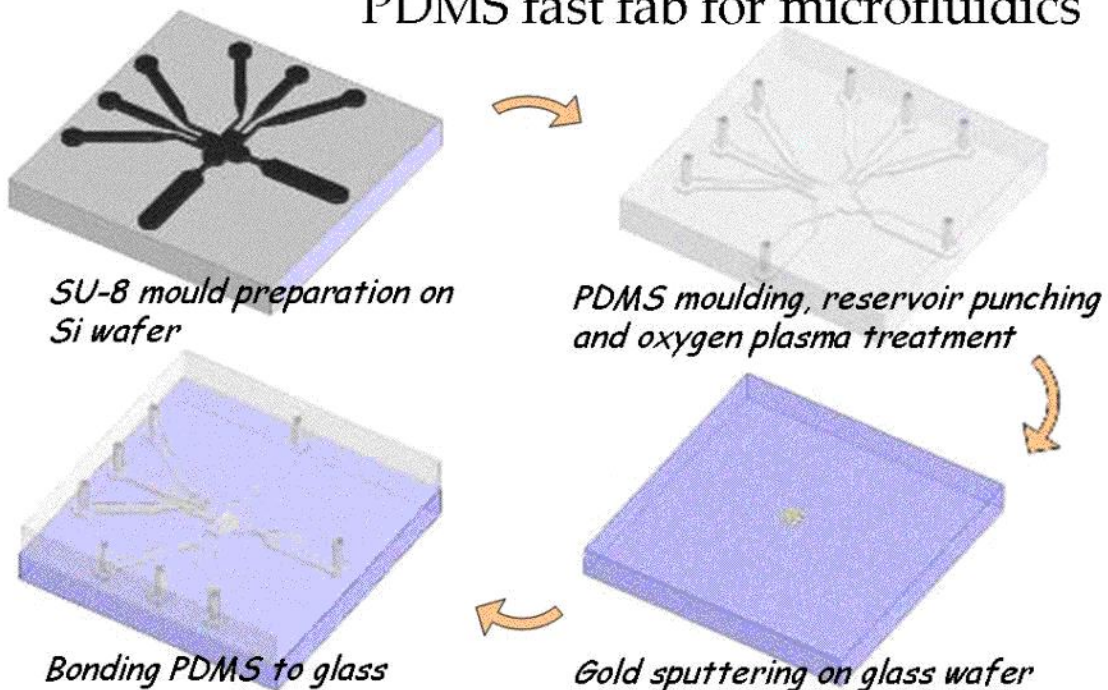 PDMS fast fab for microfluidics
SU-8 mould preparation on
Si wafer
PDMS moulding, reservoir punching
and oxygen plasma treatment
Bonding PDMS to glass
Gold sputtering on glass wafer